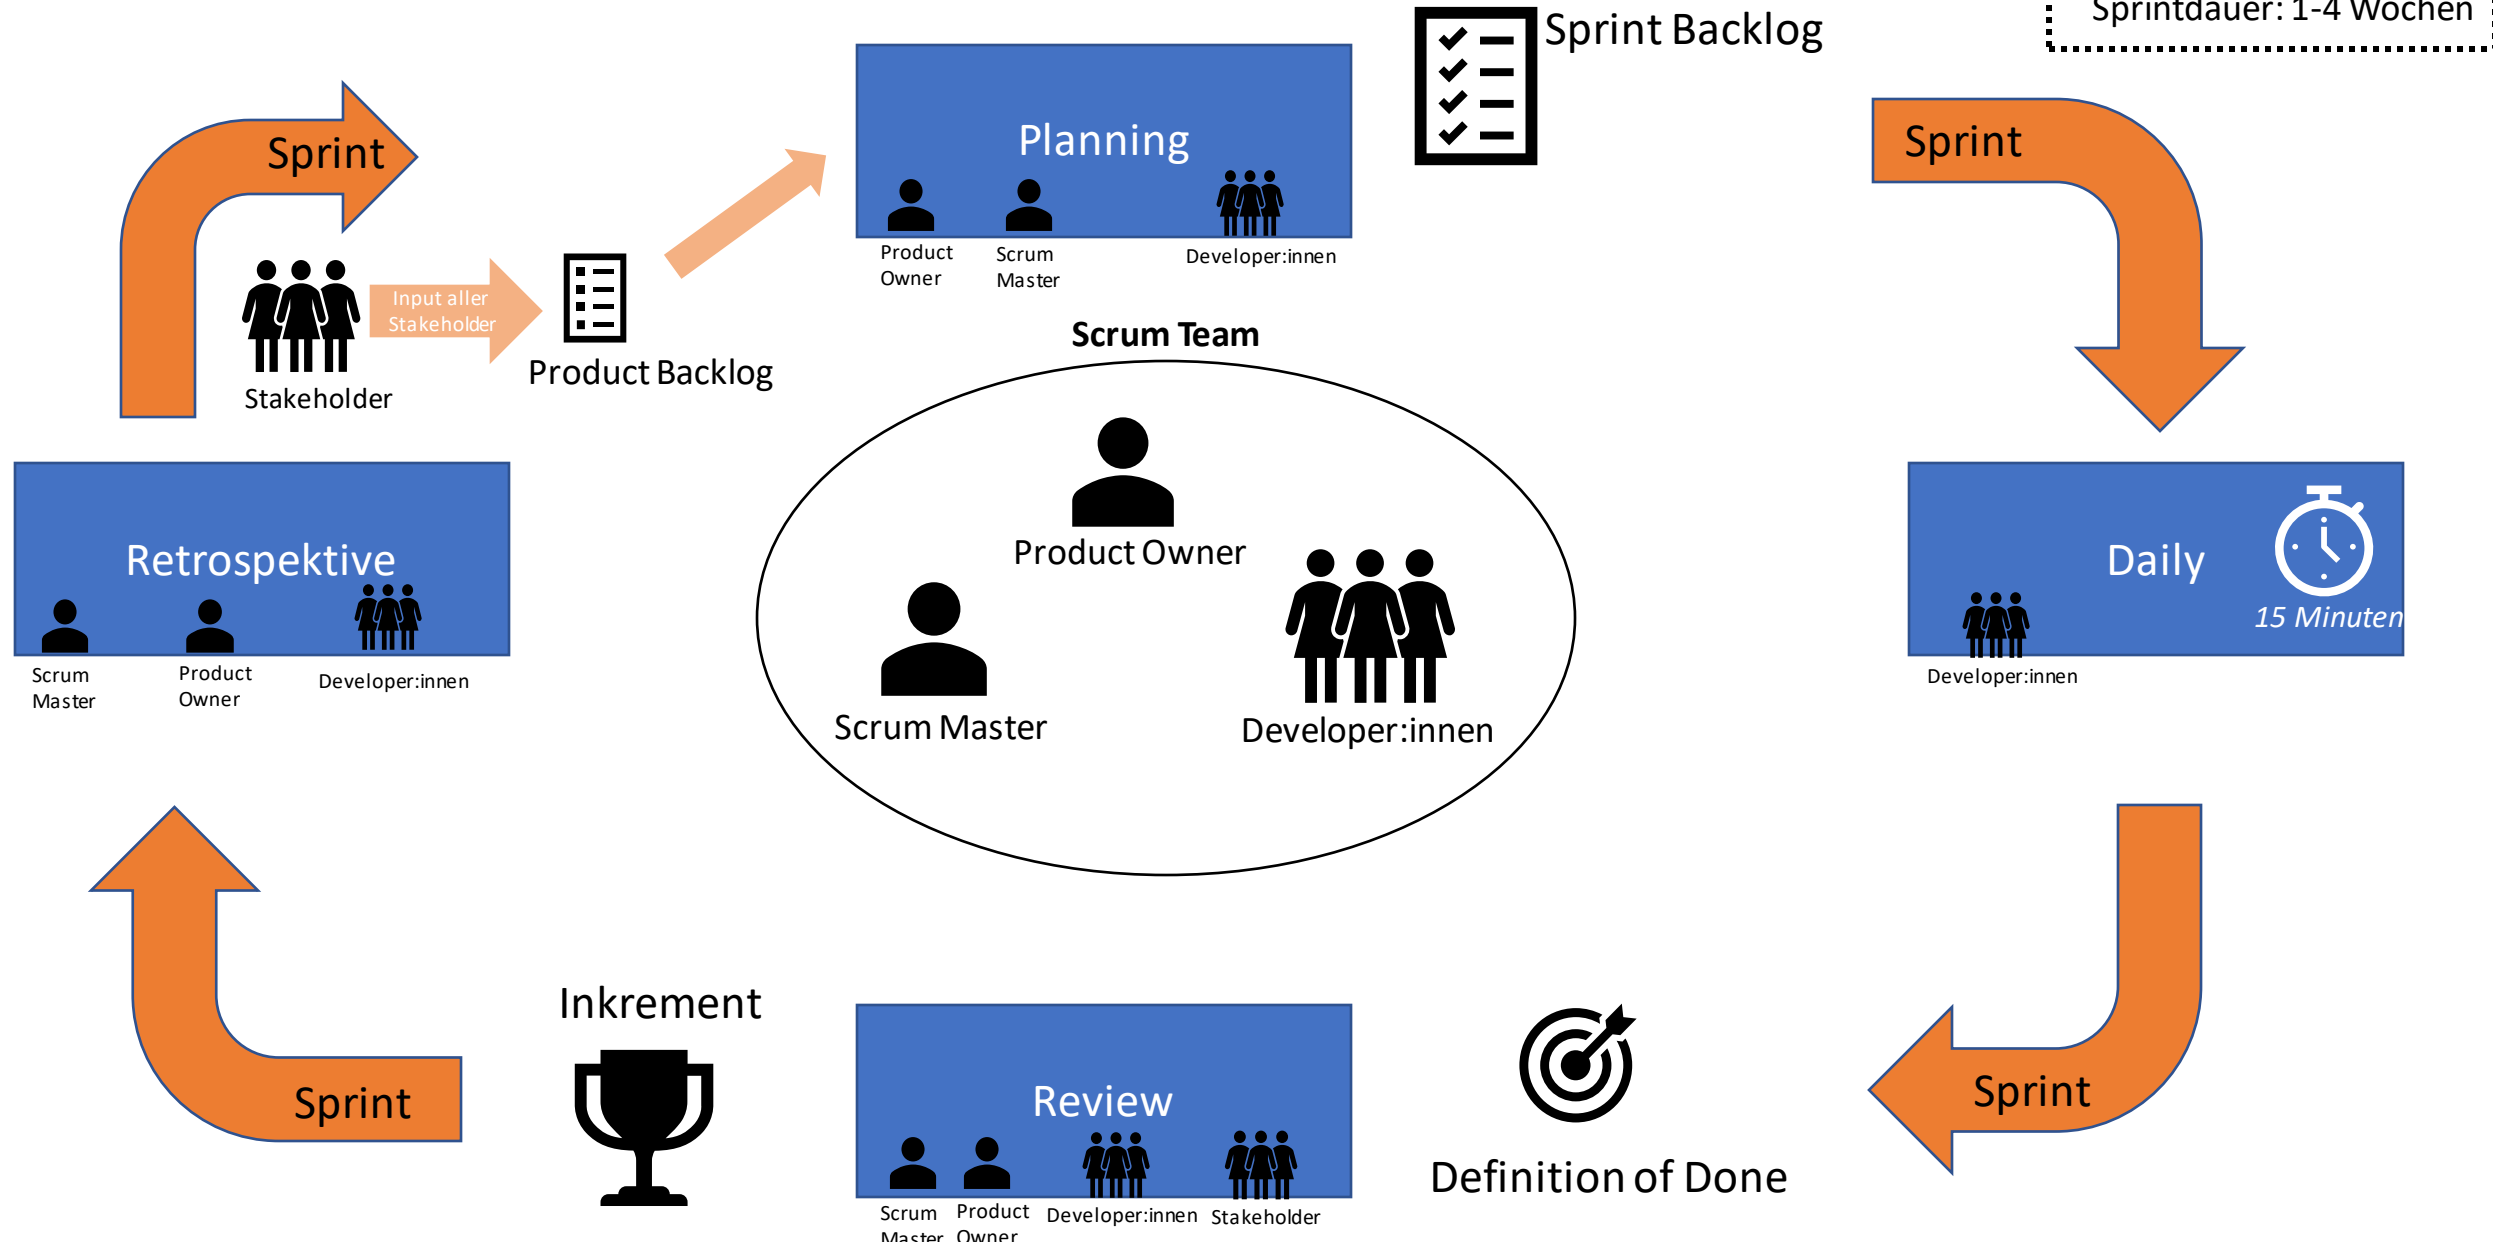 Sprint Backlog
Sprintdauer: 1-4 Wochen
Planning
Sprint
Sprint
Product
Owner
Scrum
Master
Developer:innen
Input aller
Stakeholder
Stakeholder
Product Backlog
Scrum Team
Product Owner
Scrum Master
Developer:innen
Retrospektive
Scrum
Master
Product
Owner
Developer:innen
Daily
15 Minuten
Developer:innen
Inkrement
Sprint
Review
Scrum
Master
Product
Owner
Developer:innen
Stakeholder
Definition of Done
Sprint